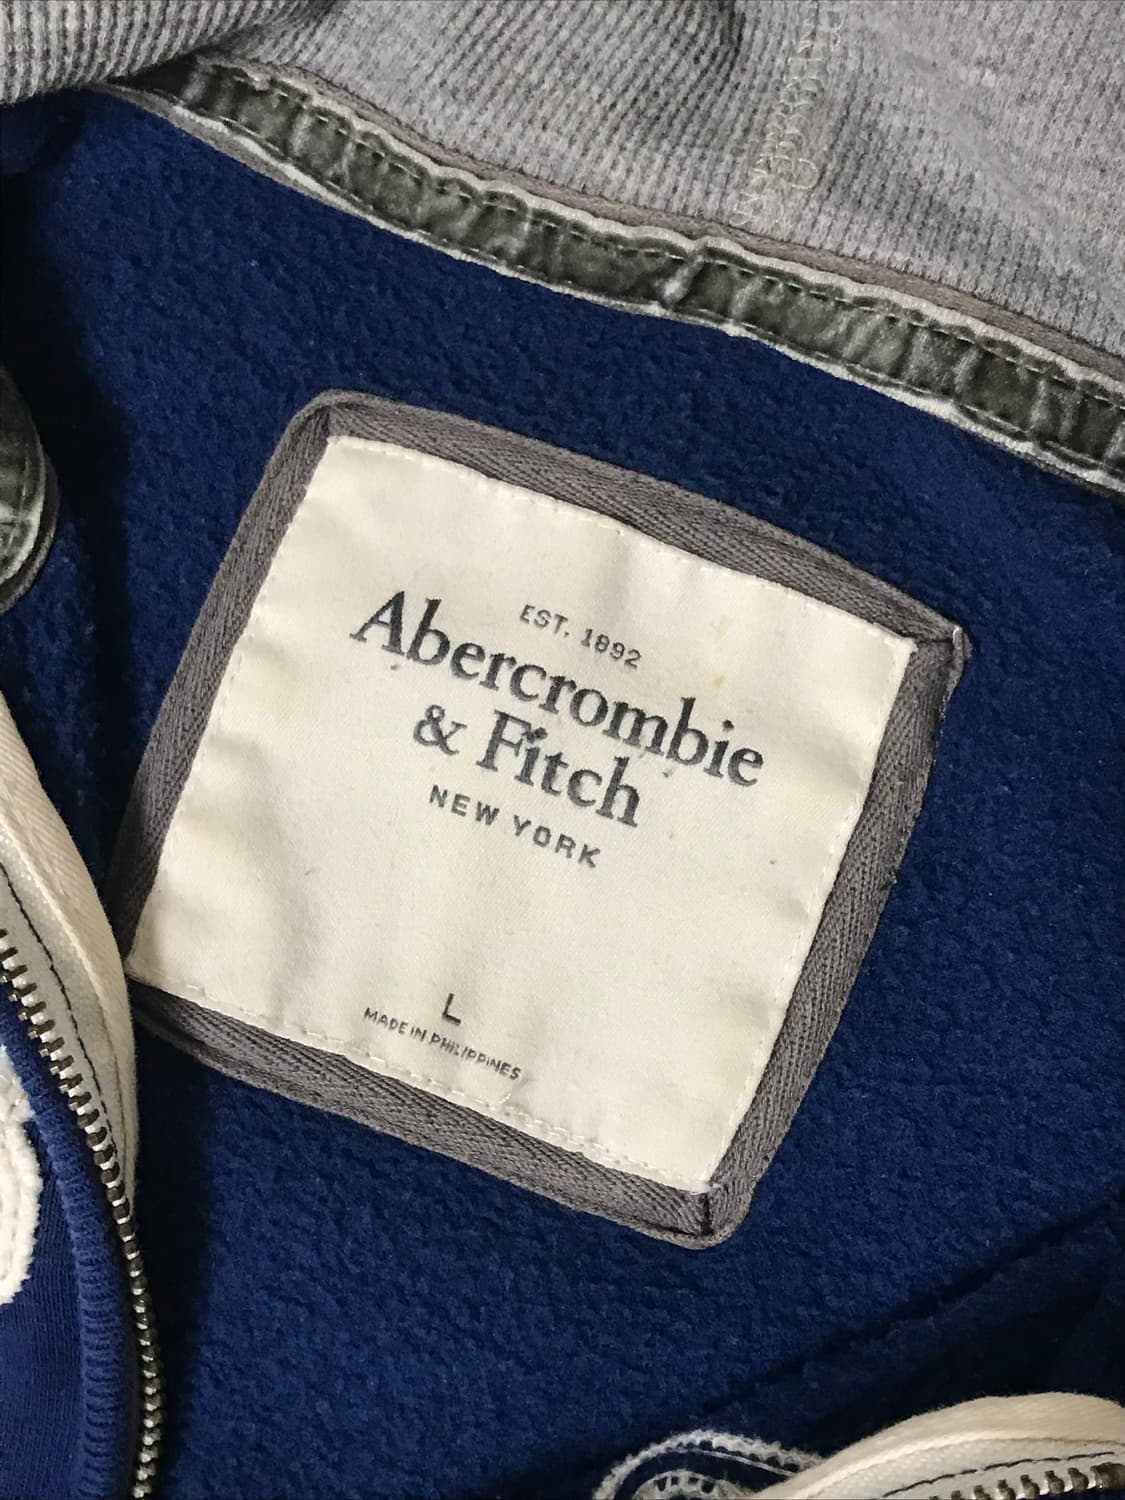 EST. 1892
Abercrombie
& Fitch
NEW YORK
L
MADE IN PHILIPPINES